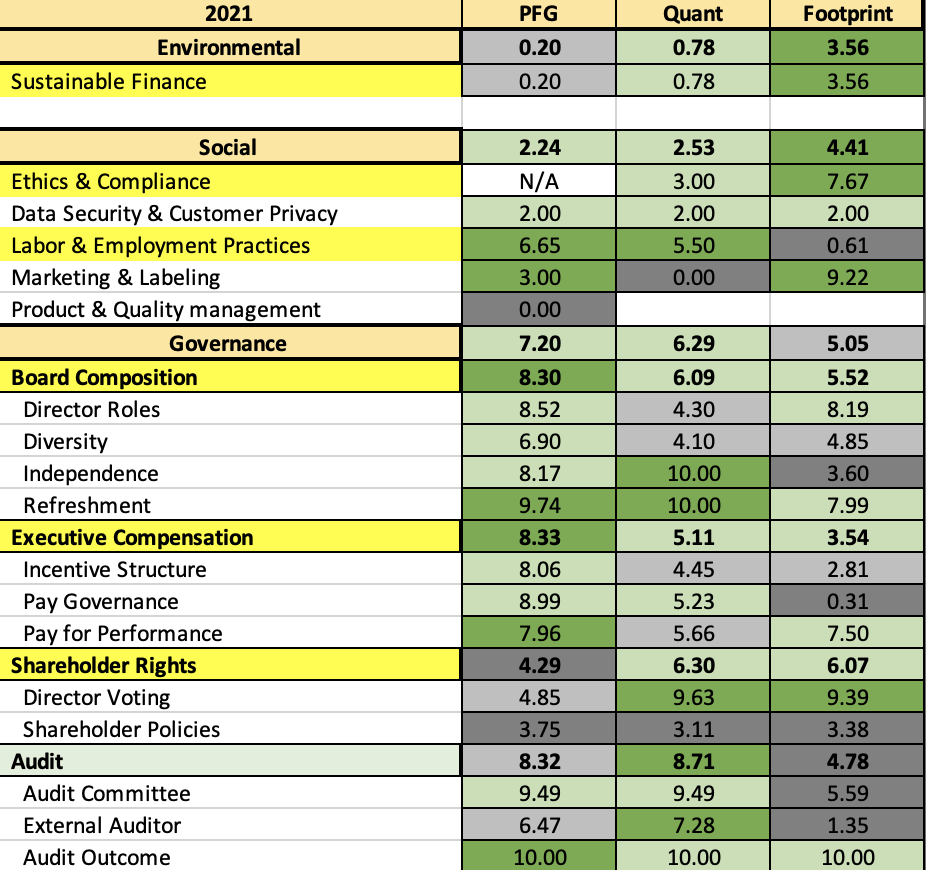 2021 PFG Quant Footprint
Environmental 0.20 0.78 3.56
Sustainable Finance 0.20 0.78 3.56
Social 2.24 2.53 4.41
Ethics & Compliance N/A 3.00 7.67
Data Security & Customer Privacy 2.00 2.00 2.00
Labor & Employment Practices 6.65 5.50 0.61
Marketing & Labeling 3.00 0.00 9.22
Product & Quality management 0.00
Governance 7.20 6.29 5.05
Board Composition 8.30 6.09 5.52
Director Roles 8.52 4.30 8.19
Diversity 6.90 4.10 4.85
Independence 8.17 10.00 3.60
Refreshment 9.74 10.00 7.99
Executive Compensation 8.33 5.11 3.54
Incentive Structure 8.06 4.45 2.81
Pay Governance 8.99 5.23 0.31
Pay for Performance 7.96 5.66 7.50
Shareholder Rights 4.29 6.30 6.07
Director Voting 4.85 9.63 9.39
Shareholder Policies 3.75 3.11 3.38
Audit 8.32 8.71 4.78
Audit Committee 9.49 9.49 5.59
External Auditor 6.47 7.28 1.35
Audit Outcome 10.00 10.00 10.00